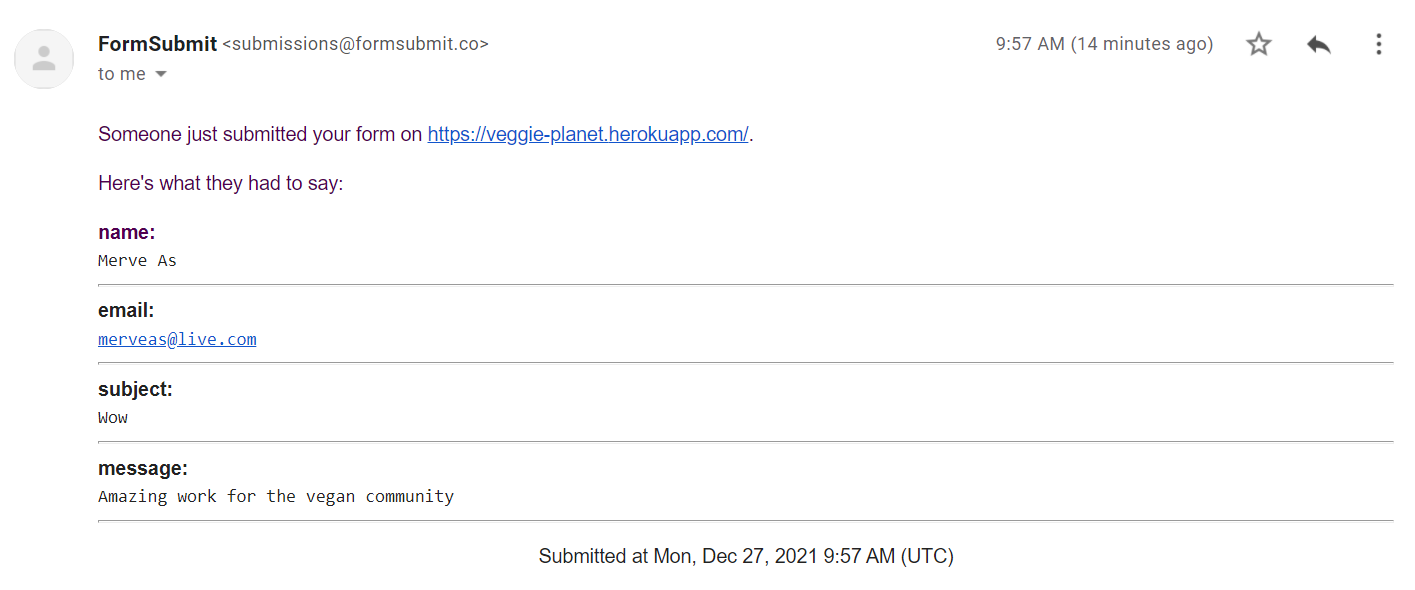 FormSubmit <submissions@formsubmit.co> 9:57 AM (14 minutes ago)
to me
Someone just submitted your form on https://veggie-planet.herokuapp.com/.
Here's what they had to say:
name:
Merve As
email:
merveas@live.com
subject:
Wow
message:
Amazing work for the vegan community
Submitted at Mon, Dec 27, 2021 9:57 AM (UTC)